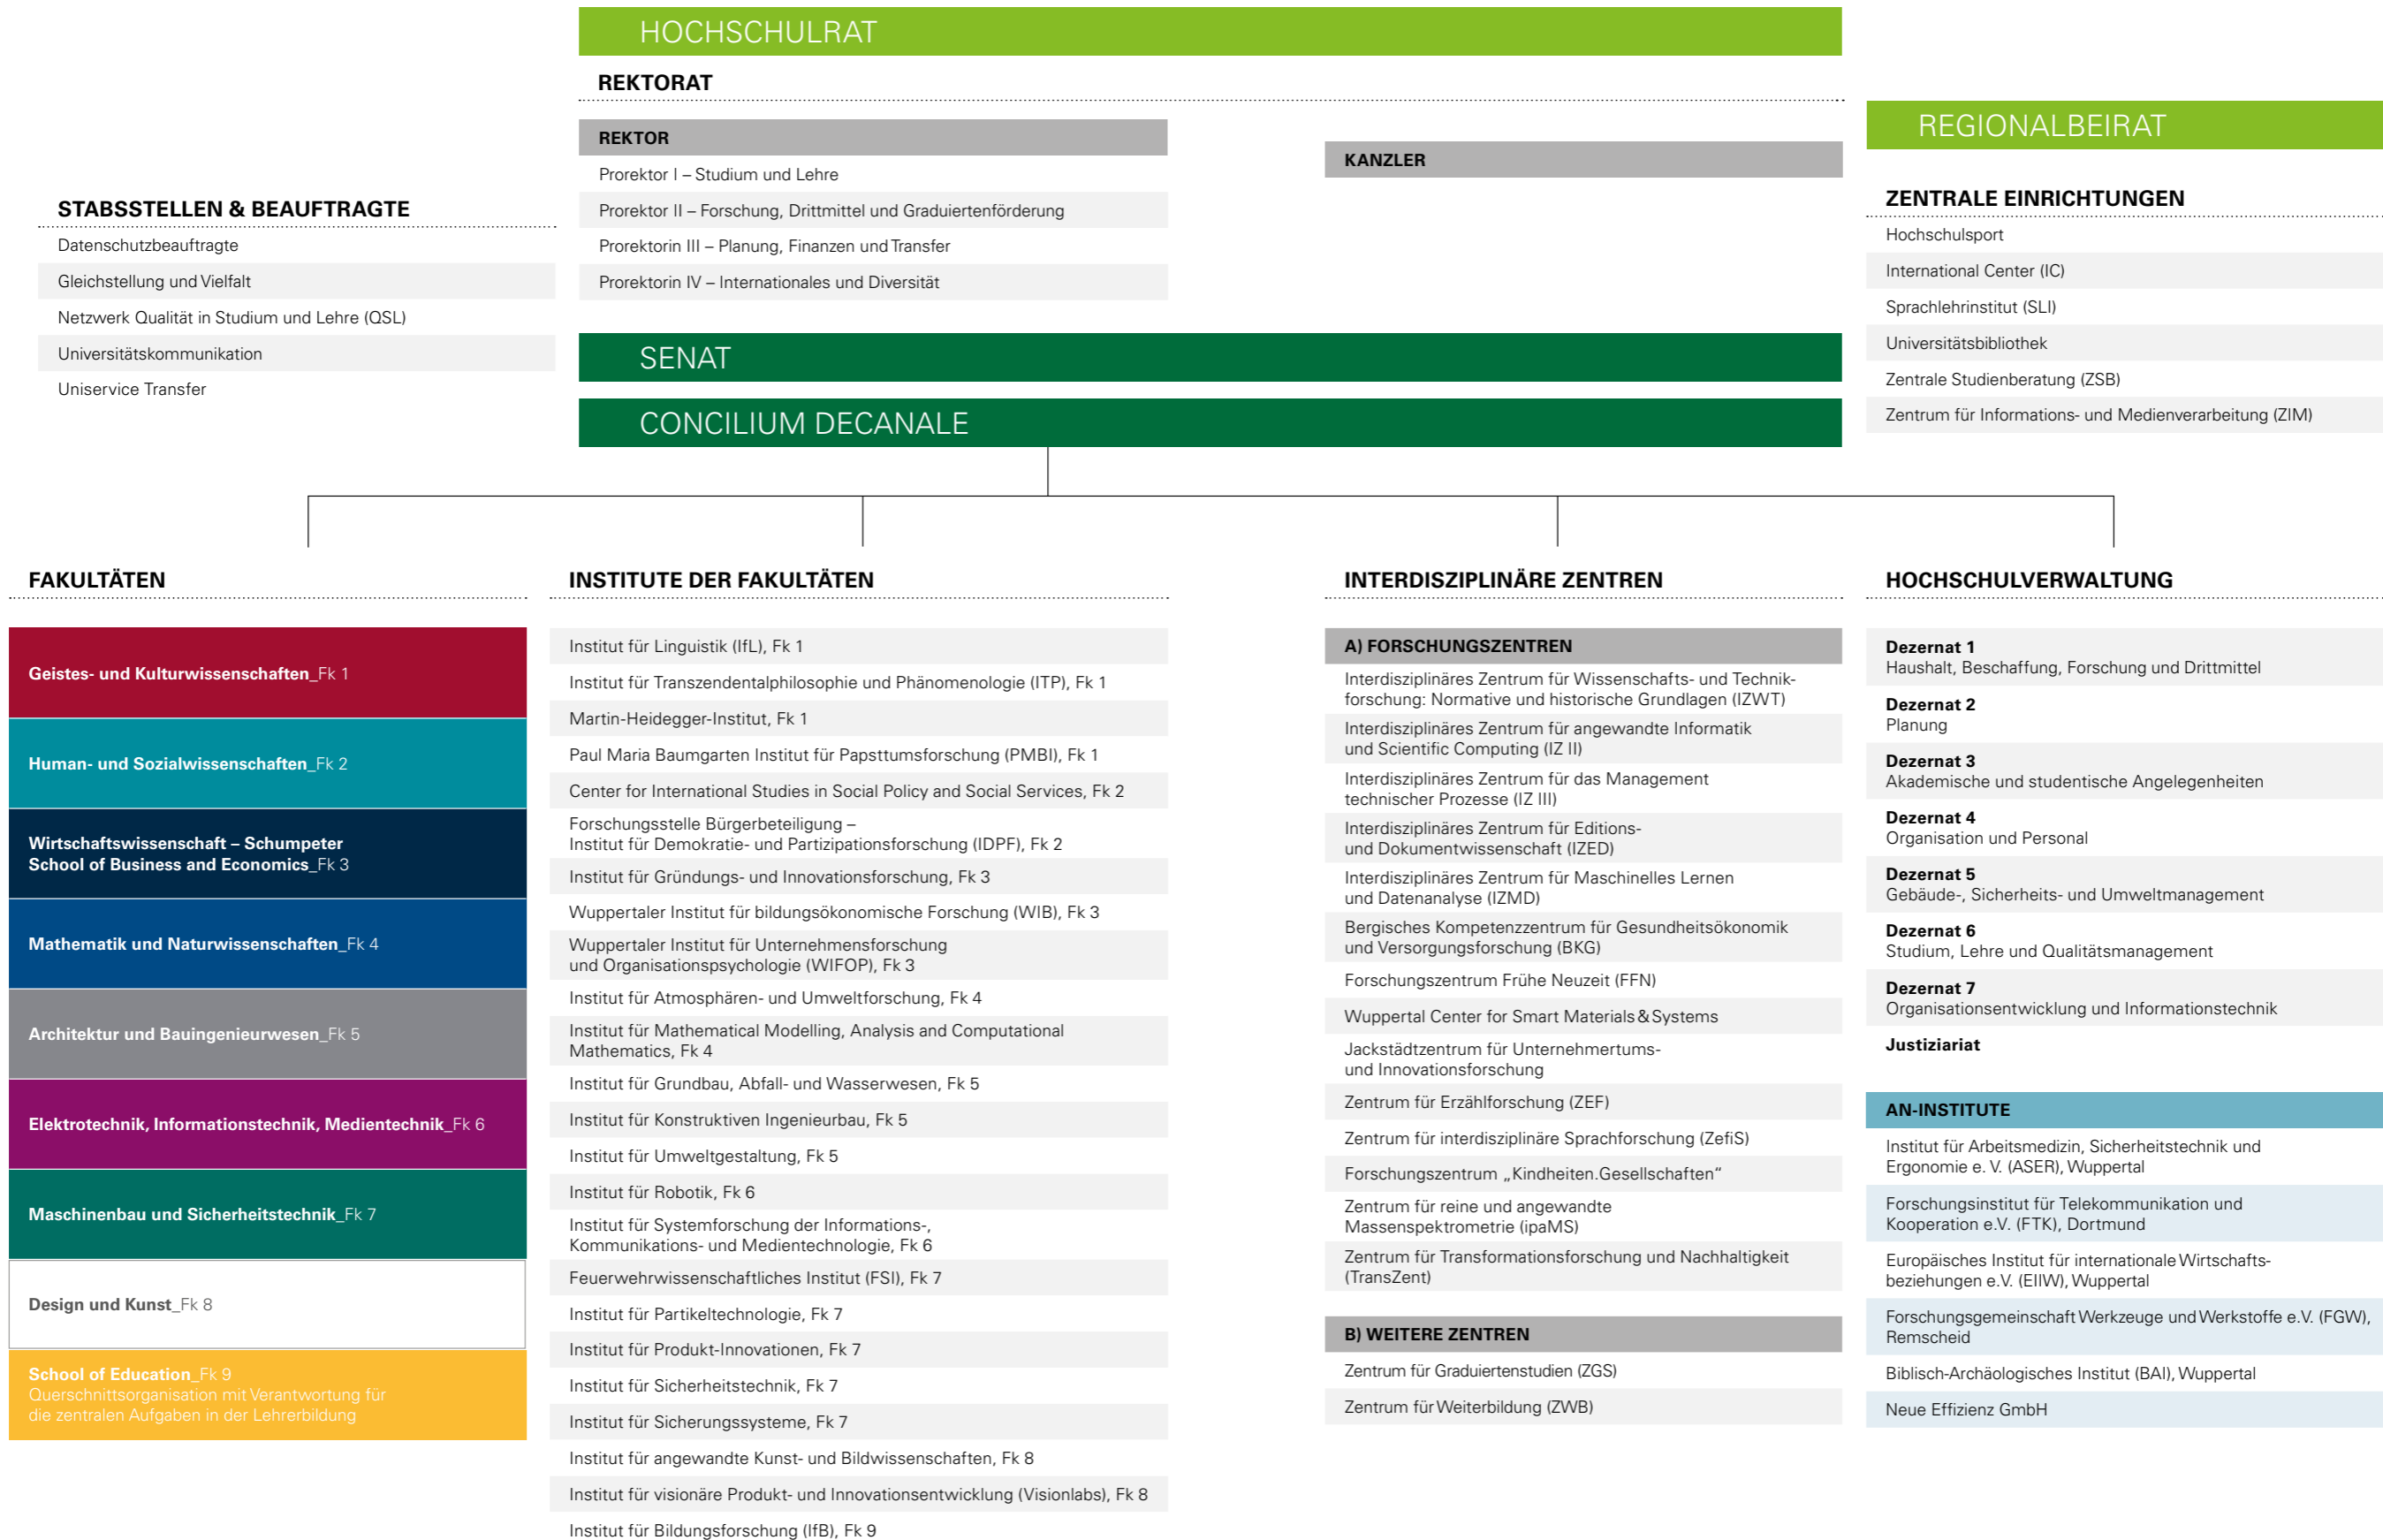 HOCHSCHULRAT
REKTORAT
REKTOR
Prorektor I – Studium und Lehre
Prorektor II – Forschung, Drittmittel und Graduiertenförderung
Prorektorin III – Planung, Finanzen und Transfer
Prorektorin IV – Internationales und Diversität
KANZLER
STABSSTELLEN & BEAUFTRAGTE
Datenschutzbeauftragte
Gleichstellung und Vielfalt
Netzwerk Qualität in Studium und Lehre (QSL)
Universitätskommunikation
Uniservice Transfer
REGIONALBEIRAT
ZENTRALE EINRICHTUNGEN
Hochschulsport
International Center (IC)
Sprachlehrinstitut (SLI)
Universitätsbibliothek
Zentrale Studienberatung (ZSB)
Zentrum für Informations- und Medienverarbeitung (ZIM)
SENAT
CONCILIUM DECANALE
FAKULTÄTEN
Geistes- und Kulturwissenschaften_Fk 1
Human- und Sozialwissenschaften_Fk 2
Wirtschaftswissenschaft – Schumpeter
School of Business and Economics_Fk 3
Mathematik und Naturwissenschaften_Fk 4
Architektur und Bauingenieurwesen_Fk 5
Elektrotechnik, Informationstechnik, Medientechnik_Fk 6
Maschinenbau und Sicherheitstechnik_Fk 7
Design und Kunst_Fk 8
School of Education_Fk 9
Querschnittsorganisation mit Verantwortung für
die zentralen Aufgaben in der Lehrerbildung
INSTITUTE DER FAKULTÄTEN
Institut für Linguistik (IfL), Fk 1
Institut für Transzendentalphilosophie und Phänomenologie (ITP), Fk 1
Martin-Heidegger-Institut, Fk 1
Paul Maria Baumgarten Institut für Papsttumsforschung (PMBI), Fk 1
Center for International Studies in Social Policy and Social Services, Fk 2
Forschungsstelle Bürgerbeteiligung –
Institut für Demokratie- und Partizipationsforschung (IDPF), Fk 2
Institut für Gründungs- und Innovationsforschung, Fk 3
Wuppertaler Institut für bildungsökonomische Forschung (WIB), Fk 3
Wuppertaler Institut für Unternehmensforschung
und Organisationspsychologie (WIFOP), Fk 3
Institut für Atmosphären- und Umweltforschung, Fk 4
Institut für Mathematical Modelling, Analysis and Computational
Mathematics, Fk 4
Institut für Grundbau, Abfall- und Wasserwesen, Fk 5
Institut für Konstruktiven Ingenieurbau, Fk 5
Institut für Umweltgestaltung, Fk 5
Institut für Robotik, Fk 6
Institut für Systemforschung der Informations-,
Kommunikations- und Medientechnologie, Fk 6
Feuerwehrwissenschaftliches Institut (FSI), Fk 7
Institut für Partikeltechnologie, Fk 7
Institut für Produkt-Innovationen, Fk 7
Institut für Sicherheitstechnik, Fk 7
Institut für Sicherungssysteme, Fk 7
Institut für angewandte Kunst- und Bildwissenschaften, Fk 8
Institut für visionäre Produkt- und Innovationsentwicklung (Visionlabs), Fk 8
Institut für Bildungsforschung (IfB), Fk 9
INTERDISZIPLINÄRE ZENTREN
A) FORSCHUNGSZENTREN
Interdisziplinäres Zentrum für Wissenschafts- und Technik-
forschung: Normative und historische Grundlagen (IZWT)
Interdisziplinäres Zentrum für angewandte Informatik
und Scientific Computing (IZ II)
Interdisziplinäres Zentrum für das Management
technischer Prozesse (IZ III)
Interdisziplinäres Zentrum für Editions-
und Dokumentwissenschaft (IZED)
Interdisziplinäres Zentrum für Maschinelles Lernen
und Datenanalyse (IZMD)
Bergisches Kompetenzzentrum für Gesundheitsökonomik
und Versorgungsforschung (BKG)
Forschungszentrum Frühe Neuzeit (FFN)
Wuppertal Center for Smart Materials & Systems
Jackstädtzentrum für Unternehmertums-
und Innovationsforschung
Zentrum für Erzählforschung (ZEF)
Zentrum für interdisziplinäre Sprachforschung (ZefiS)
Forschungszentrum „Kindheiten.Gesellschaften“
Zentrum für reine und angewandte
Massenspektrometrie (ipaMS)
Zentrum für Transformationsforschung und Nachhaltigkeit
(TransZent)
B) WEITERE ZENTREN
Zentrum für Graduiertenstudien (ZGS)
Zentrum für Weiterbildung (ZWB)
HOCHSCHULVERWALTUNG
Dezernat 1
Haushalt, Beschaffung, Forschung und Drittmittel
Dezernat 2
Planung
Dezernat 3
Akademische und studentische Angelegenheiten
Dezernat 4
Organisation und Personal
Dezernat 5
Gebäude-, Sicherheits- und Umweltmanagement
Dezernat 6
Studium, Lehre und Qualitätsmanagement
Dezernat 7
Organisationsentwicklung und Informationstechnik
Justiziariat
AN-INSTITUTE
Institut für Arbeitsmedizin, Sicherheitstechnik und
Ergonomie e. V. (ASER), Wuppertal
Forschungsinstitut für Telekommunikation und
Kooperation e.V. (FTK), Dortmund
Europäisches Institut für internationale Wirtschafts-
beziehungen e.V. (EIIW), Wuppertal
Forschungsgemeinschaft Werkzeuge und Werkstoffe e.V. (FGW),
Remscheid
Biblisch-Archäologisches Institut (BAI), Wuppertal
Neue Effizienz GmbH